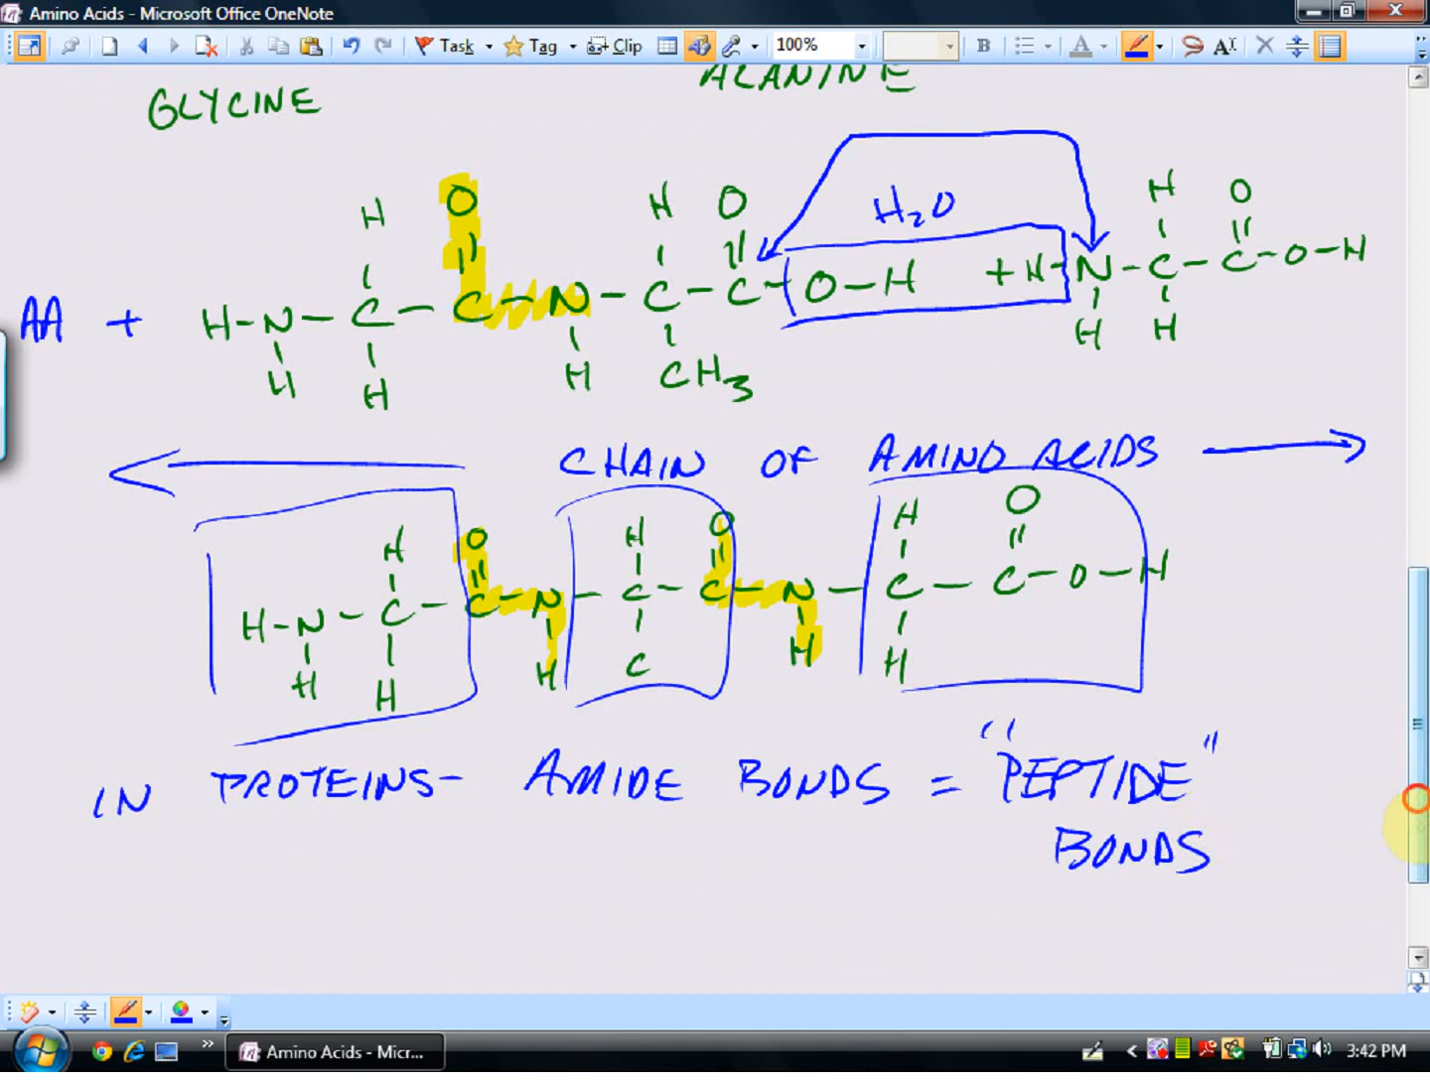 Amino Acids - Microsoft Office OneNote
Task Tag Clip 100% B A
ALANINE
GLYCINE
H O H O H2O H O
AA + H-N-C-C-N-C-C-O-H +H-N-C-C-O-H
H H H CH3 H H
CHAIN OF AMINO ACIDS
H O H O H O
H-N-C-C-N-C-C-N-C-C-O-H
H H H C H H
IN PROTEINS- AMIDE BONDS = "PEPTIDE"
BONDS
Amino Acids - Micr... 3:42 PM